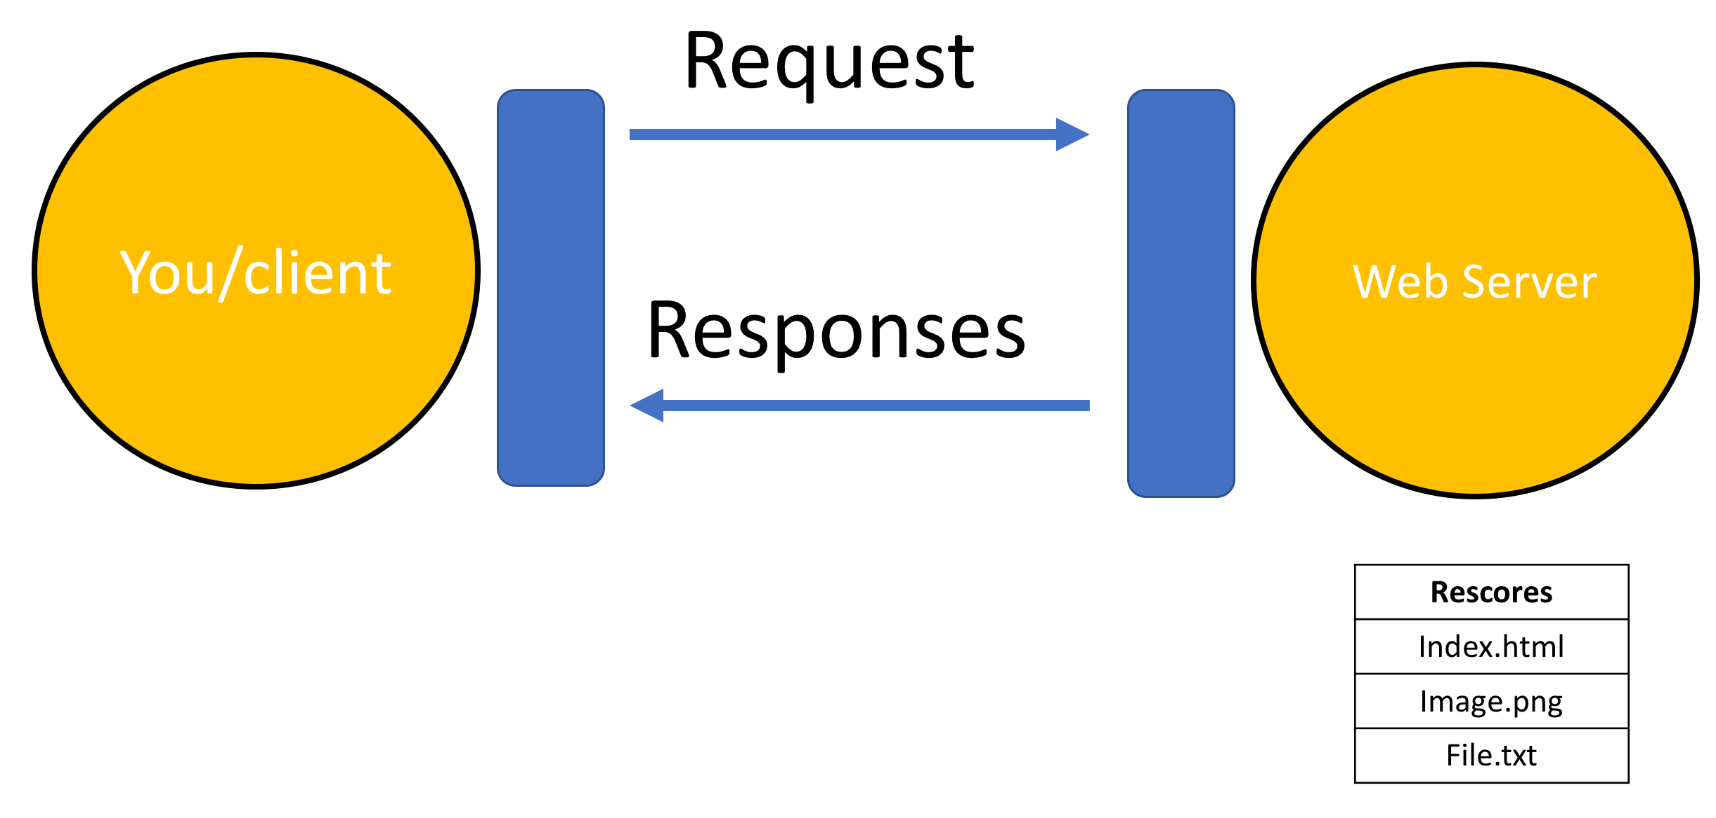 Request
You/client
Web Server
Responses
Rescores
Index.html
Image.png
File.txt